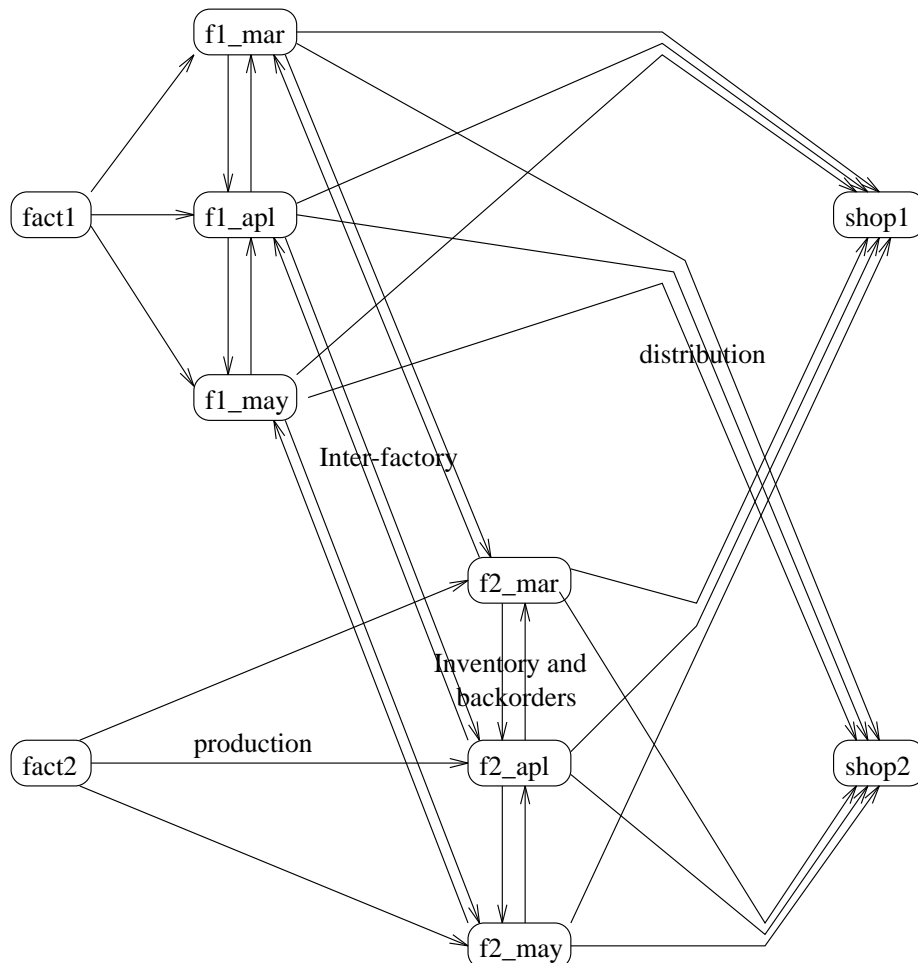 f1_mar
fact1
f1_apl
shop1
distribution
f1_may
Inter-factory
f2_mar
Inventory and
backorders
production
fact2
f2_apl
shop2
f2_may